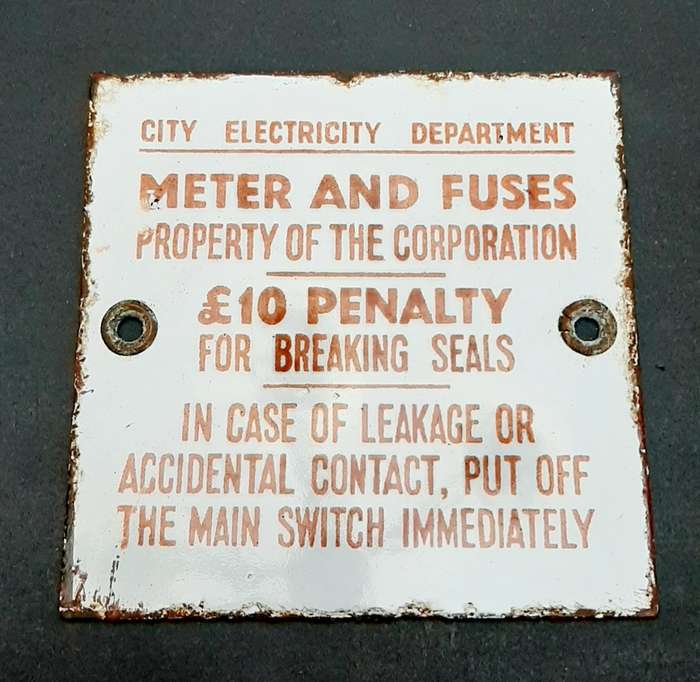 CITY ELECTRICITY DEPARTMENT
METER AND FUSES
PROPERTY OF THE CORPORATION
£10 PENALTY
FOR BREAKING SEALS
IN CASE OF LEAKAGE OR
ACCIDENTAL CONTACT, PUT OFF
THE MAIN SWITCH IMMEDIATELY